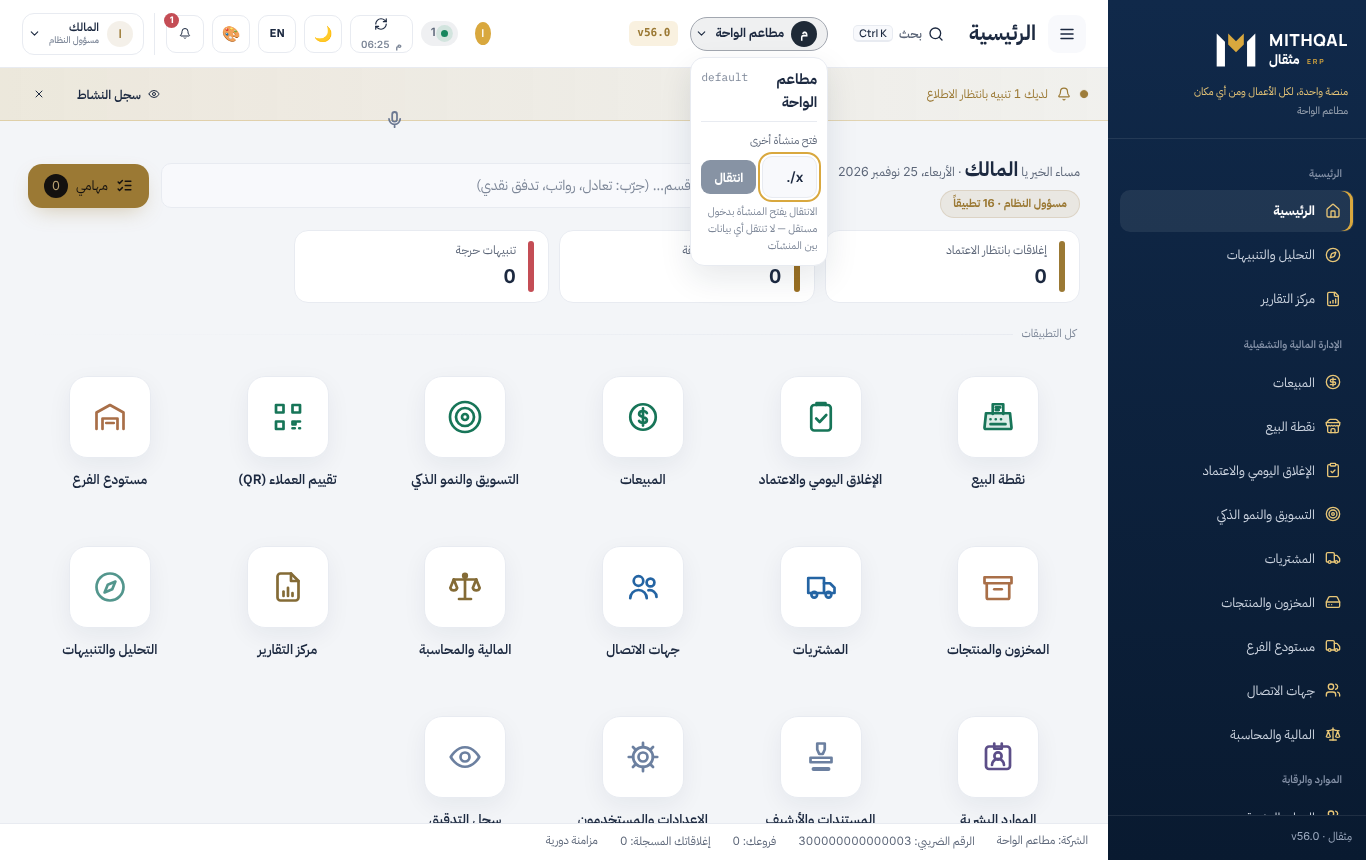 MITHQAL
مثقال ERP
منصة واحدة، لكل الأعمال ومن أي مكان
مطاعم الواحة
الرئيسية
الرئيسية
التحليل والتنبيهات
مركز التقارير
الإدارة المالية والتشغيلية
المبيعات
نقطة البيع
الإغلاق اليومي والاعتماد
التسويق والنمو الذكي
المشتريات
المخزون والمنتجات
مستودع الفرع
جهات الاتصال
المالية والمحاسبة
الموارد والرقابة
مثقال · v56.0
الرئيسية
بحث Ctrl K
م مطاعم الواحة
v56.0
ا
1
06:25 م
🌙
EN
🎨
1
ا المالك
مسؤول النظام
لديك 1 تنبيه بانتظار الاطلاع
سجل النشاط
مطاعم الواحة default
فتح منشأة أخرى
./x انتقال
الانتقال يفتح المنشأة بدخول
مستقل — لا تنتقل أي بيانات
بين المنشآت
مساء الخير يا المالك · الأربعاء، 25 نوفمبر 2026
مسؤول النظام · 16 تطبيقاً
قسم... (جرّب: تعادل، رواتب، تدفق نقدي)
مهامي 0
إغلاقات بانتظار الاعتماد
0
0
تنبيهات حرجة
0
كل التطبيقات
نقطة البيع
الإغلاق اليومي والاعتماد
المبيعات
التسويق والنمو الذكي
تقييم العملاء (QR)
مستودع الفرع
المخزون والمنتجات
المشتريات
جهات الاتصال
المالية والمحاسبة
مركز التقارير
التحليل والتنبيهات
الموارد البشرية
المستندات والأرشيف
الإعدادات والمستخدمون
سجل التدقيق
الشركة: مطاعم الواحة
الرقم الضريبي: 300000000000003
فروعك: 0
إغلاقاتك المسجلة: 0
مزامنة دورية